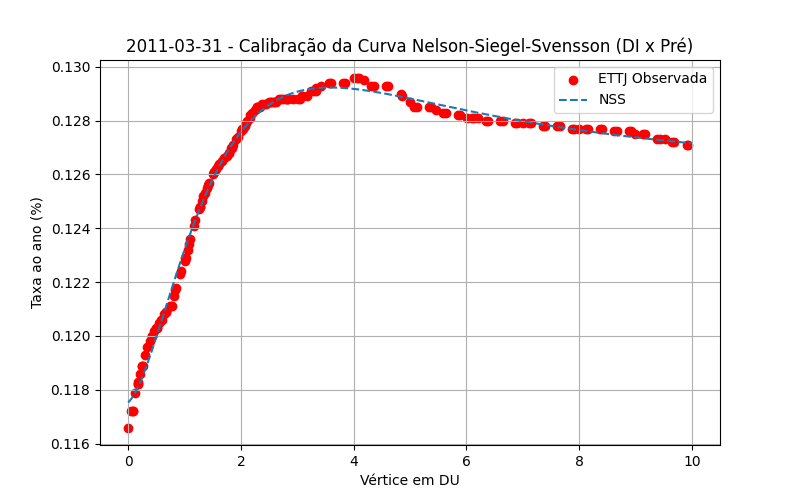 2011-03-31 - Calibração da Curva Nelson-Siegel-Svensson (DI x Pré)
0.130
0.128
0.126
0.124
0.122
0.120
0.118
0.116
Taxa ao ano (%)
ETTJ Observada
NSS
0
2
4
6
8
10
Vértice em DU